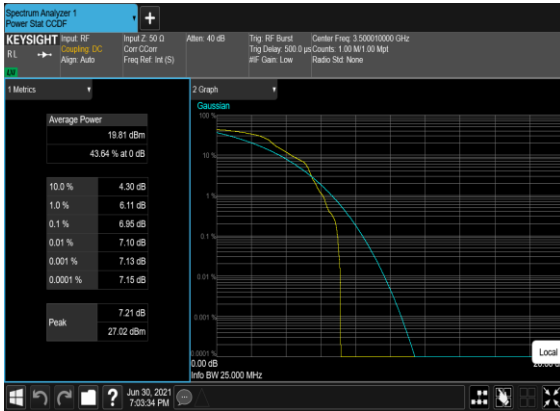 Spectrum Analyzer 1
Power Stat CCDF
KEYSIGHT
RL
Input: RF
Coupling: DC
Align: Auto
Input Z: 50 Ω
Corr CCorr
Freq Ref: Int (S)
Atten: 40 dB
Trig: RF Burst
Trig Delay: 500.0 µs
#IF Gain: Low
Center Freq: 3.500010000 GHz
Counts: 1.00 M/1.00 Mpt
Radio Std: None
1 Metrics
Average Power
19.81 dBm
43.64 % at 0 dB
10.0 % 4.30 dB
1.0 % 6.11 dB
0.1 % 6.95 dB
0.01 % 7.10 dB
0.001 % 7.13 dB
0.0001 % 7.15 dB
Peak
7.21 dB
27.02 dBm
2 Graph
Gaussian
100 %
10 %
1 %
0.1 %
0.01 %
0.001 %
0.0001 %
0.00 dB
Info BW 25.000 MHz
Local
?
Jun 30, 2021
7:03:34 PM